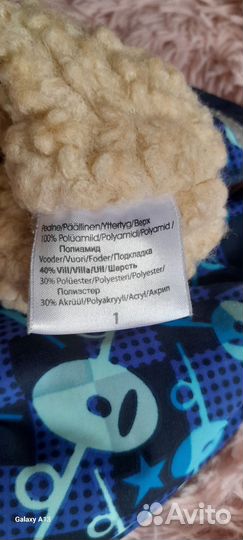 Pealne/Päällinen/Yttertyg/Верх
100% Polüamiid/Polyamid/Polyamid/
Полиамид
Vooder/Vuori/Foder/Подкладка
40% Vill/Villa/Ull/Шерсть
30% Polüester/Polyesteri/Polyester/
Полиэстер
30% Akrüül/Polyakryyli/Acryl/Акрил
1
Galaxy A13
Avito